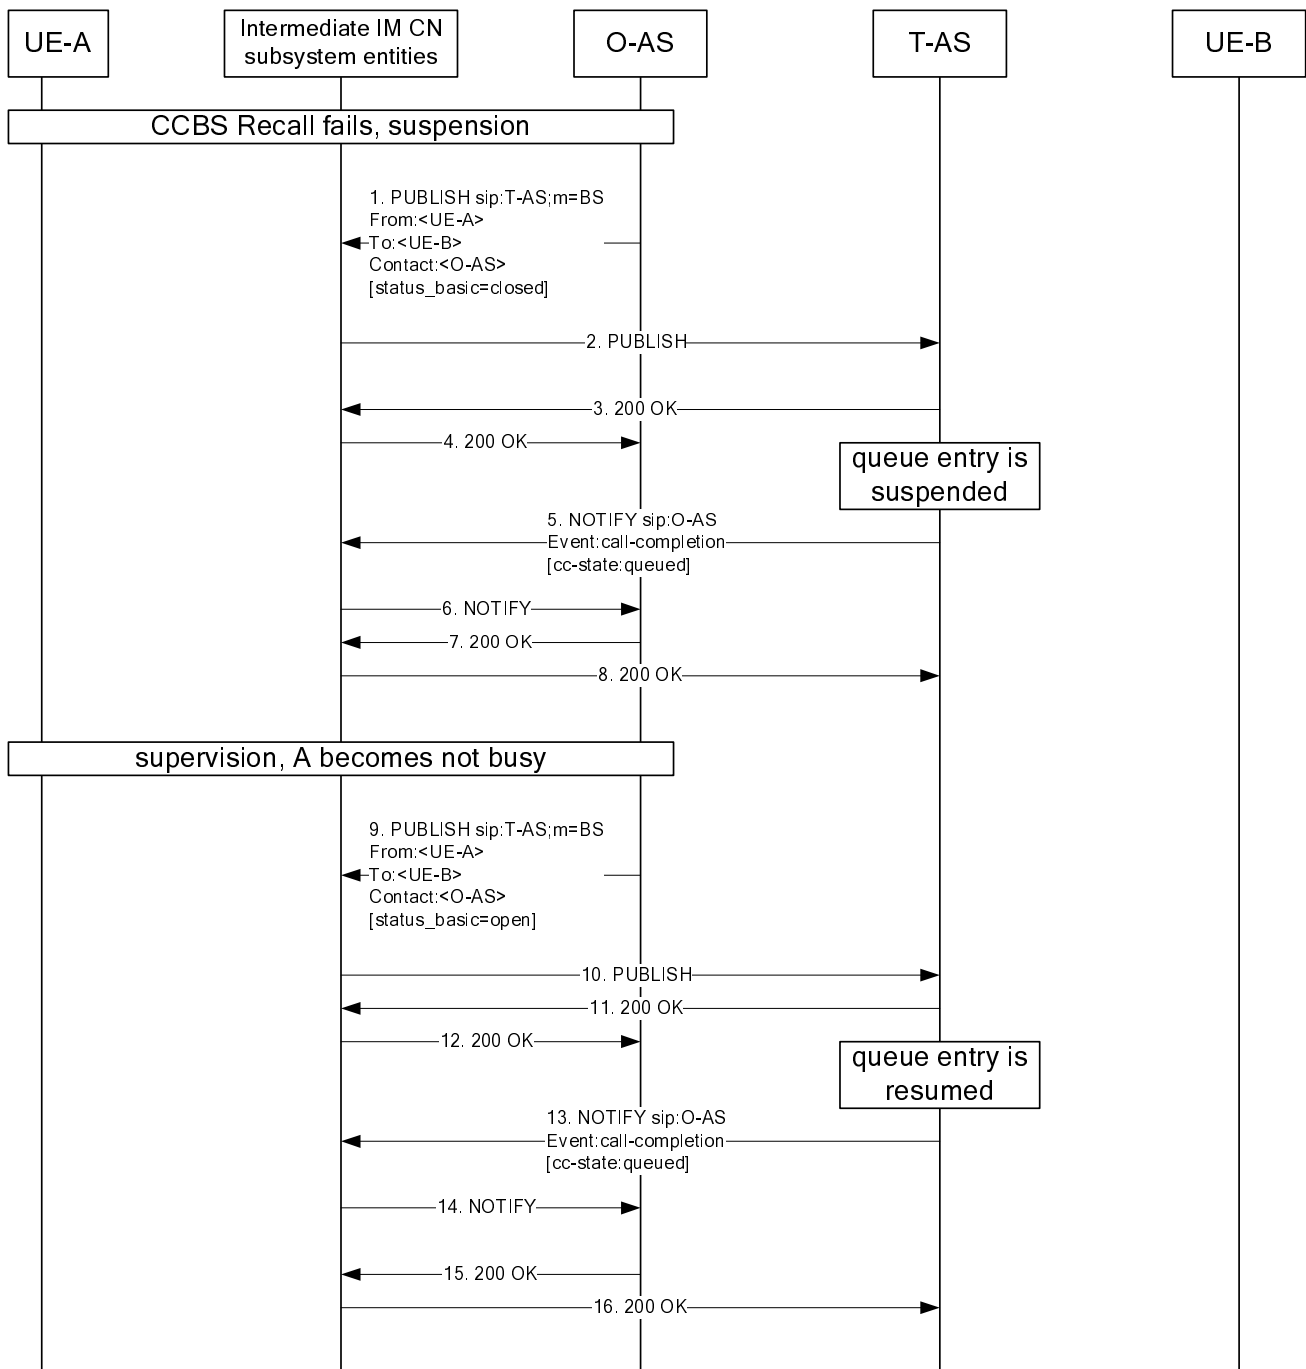 UE-A
Intermediate IM CN
subsystem entities
O-AS
T-AS
UE-B
CCBS Recall fails, suspension
1. PUBLISH sip:T-AS;m=BS
From:<UE-A>
To:<UE-B>
Contact:<O-AS>
[status_basic=closed]
2. PUBLISH
3. 200 OK
4. 200 OK
queue entry is
suspended
5. NOTIFY sip:O-AS
Event:call-completion
[cc-state:queued]
6. NOTIFY
7. 200 OK
8. 200 OK
supervision, A becomes not busy
9. PUBLISH sip:T-AS;m=BS
From:<UE-A>
To:<UE-B>
Contact:<O-AS>
[status_basic=open]
10. PUBLISH
11. 200 OK
12. 200 OK
queue entry is
resumed
13. NOTIFY sip:O-AS
Event:call-completion
[cc-state:queued]
14. NOTIFY
15. 200 OK
16. 200 OK